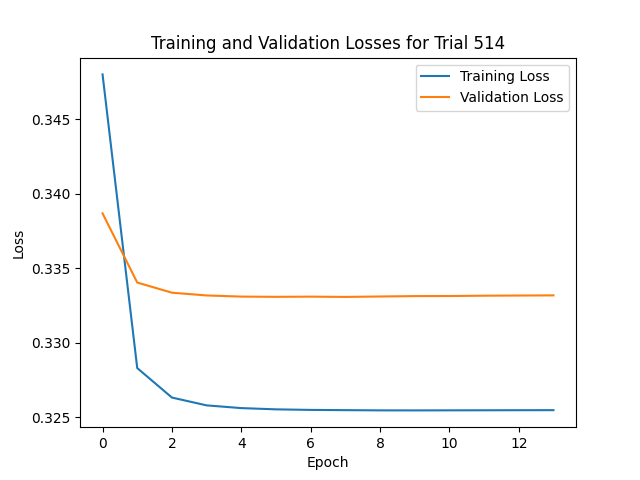 Training and Validation Losses for Trial 514
Training Loss
Validation Loss
0.345
0.340
0.335
0.330
0.325
Loss
0
2
4
6
8
10
12
Epoch